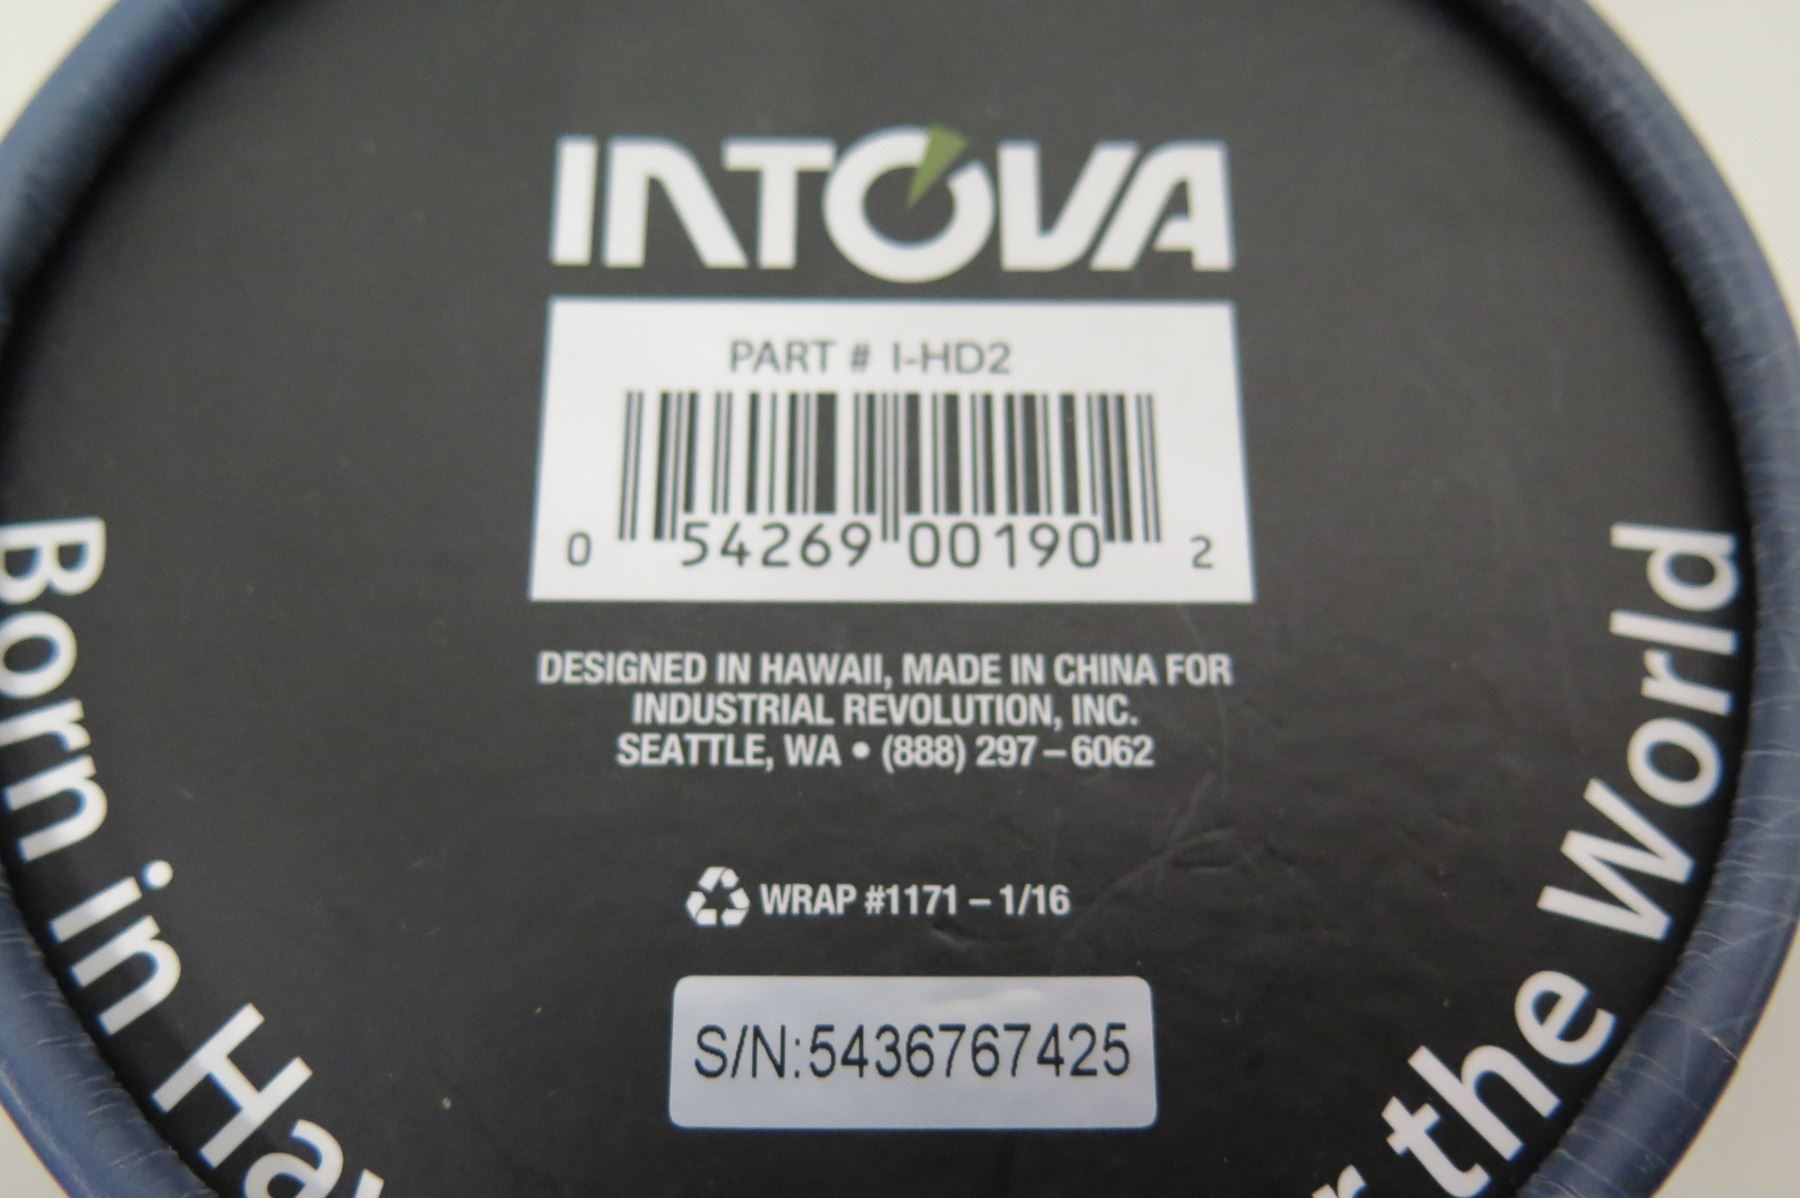 INTOVA
PART # I-HD2
0 54269 00190 2
DESIGNED IN HAWAII, MADE IN CHINA FOR
INDUSTRIAL REVOLUTION, INC.
SEATTLE, WA • (888) 297–6062
WRAP #1171 – 1/16
S/N:5436767425
Born in
the World